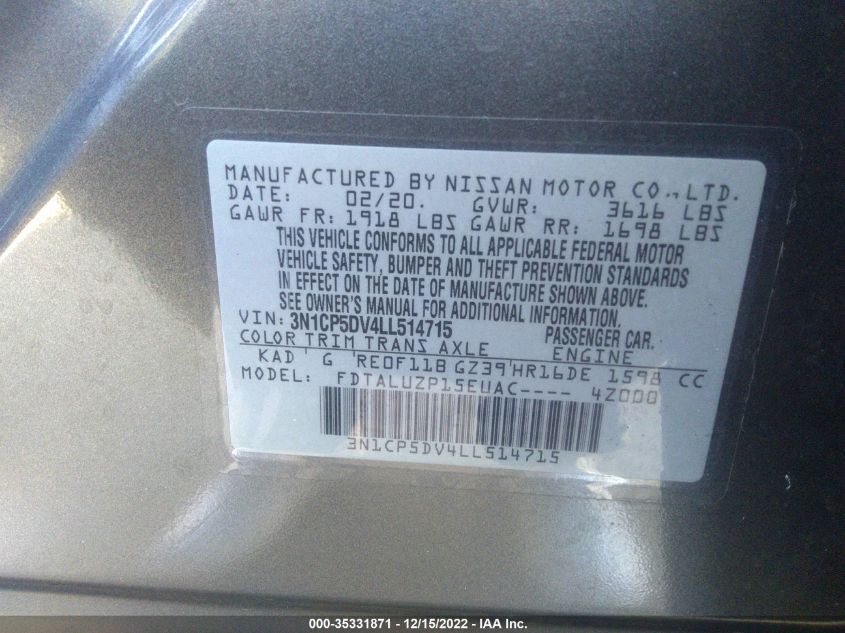 MANUFACTURED BY NISSAN MOTOR CO., LTD.
DATE: 02/20. GVWR: 3616 LBS
GAWR FR: 1918 LBS GAWR RR: 1698 LBS
THIS VEHICLE CONFORMS TO ALL APPLICABLE FEDERAL MOTOR
VEHICLE SAFETY, BUMPER AND THEFT PREVENTION STANDARDS
IN EFFECT ON THE DATE OF MANUFACTURE SHOWN ABOVE.
SEE OWNER'S MANUAL FOR ADDITIONAL INFORMATION.
VIN: 3N1CP5DV4LL514715 PASSENGER CAR.
COLOR TRIM TRANS AXLE ENGINE
KAD ' G 'RE0F11B GZ39'HR16DE 1598 CC
MODEL: FDTALUZP15EUAC---- 4Z000
3N1CP5DV4LL514715
000-35331871 - 12/15/2022 - IAA Inc.